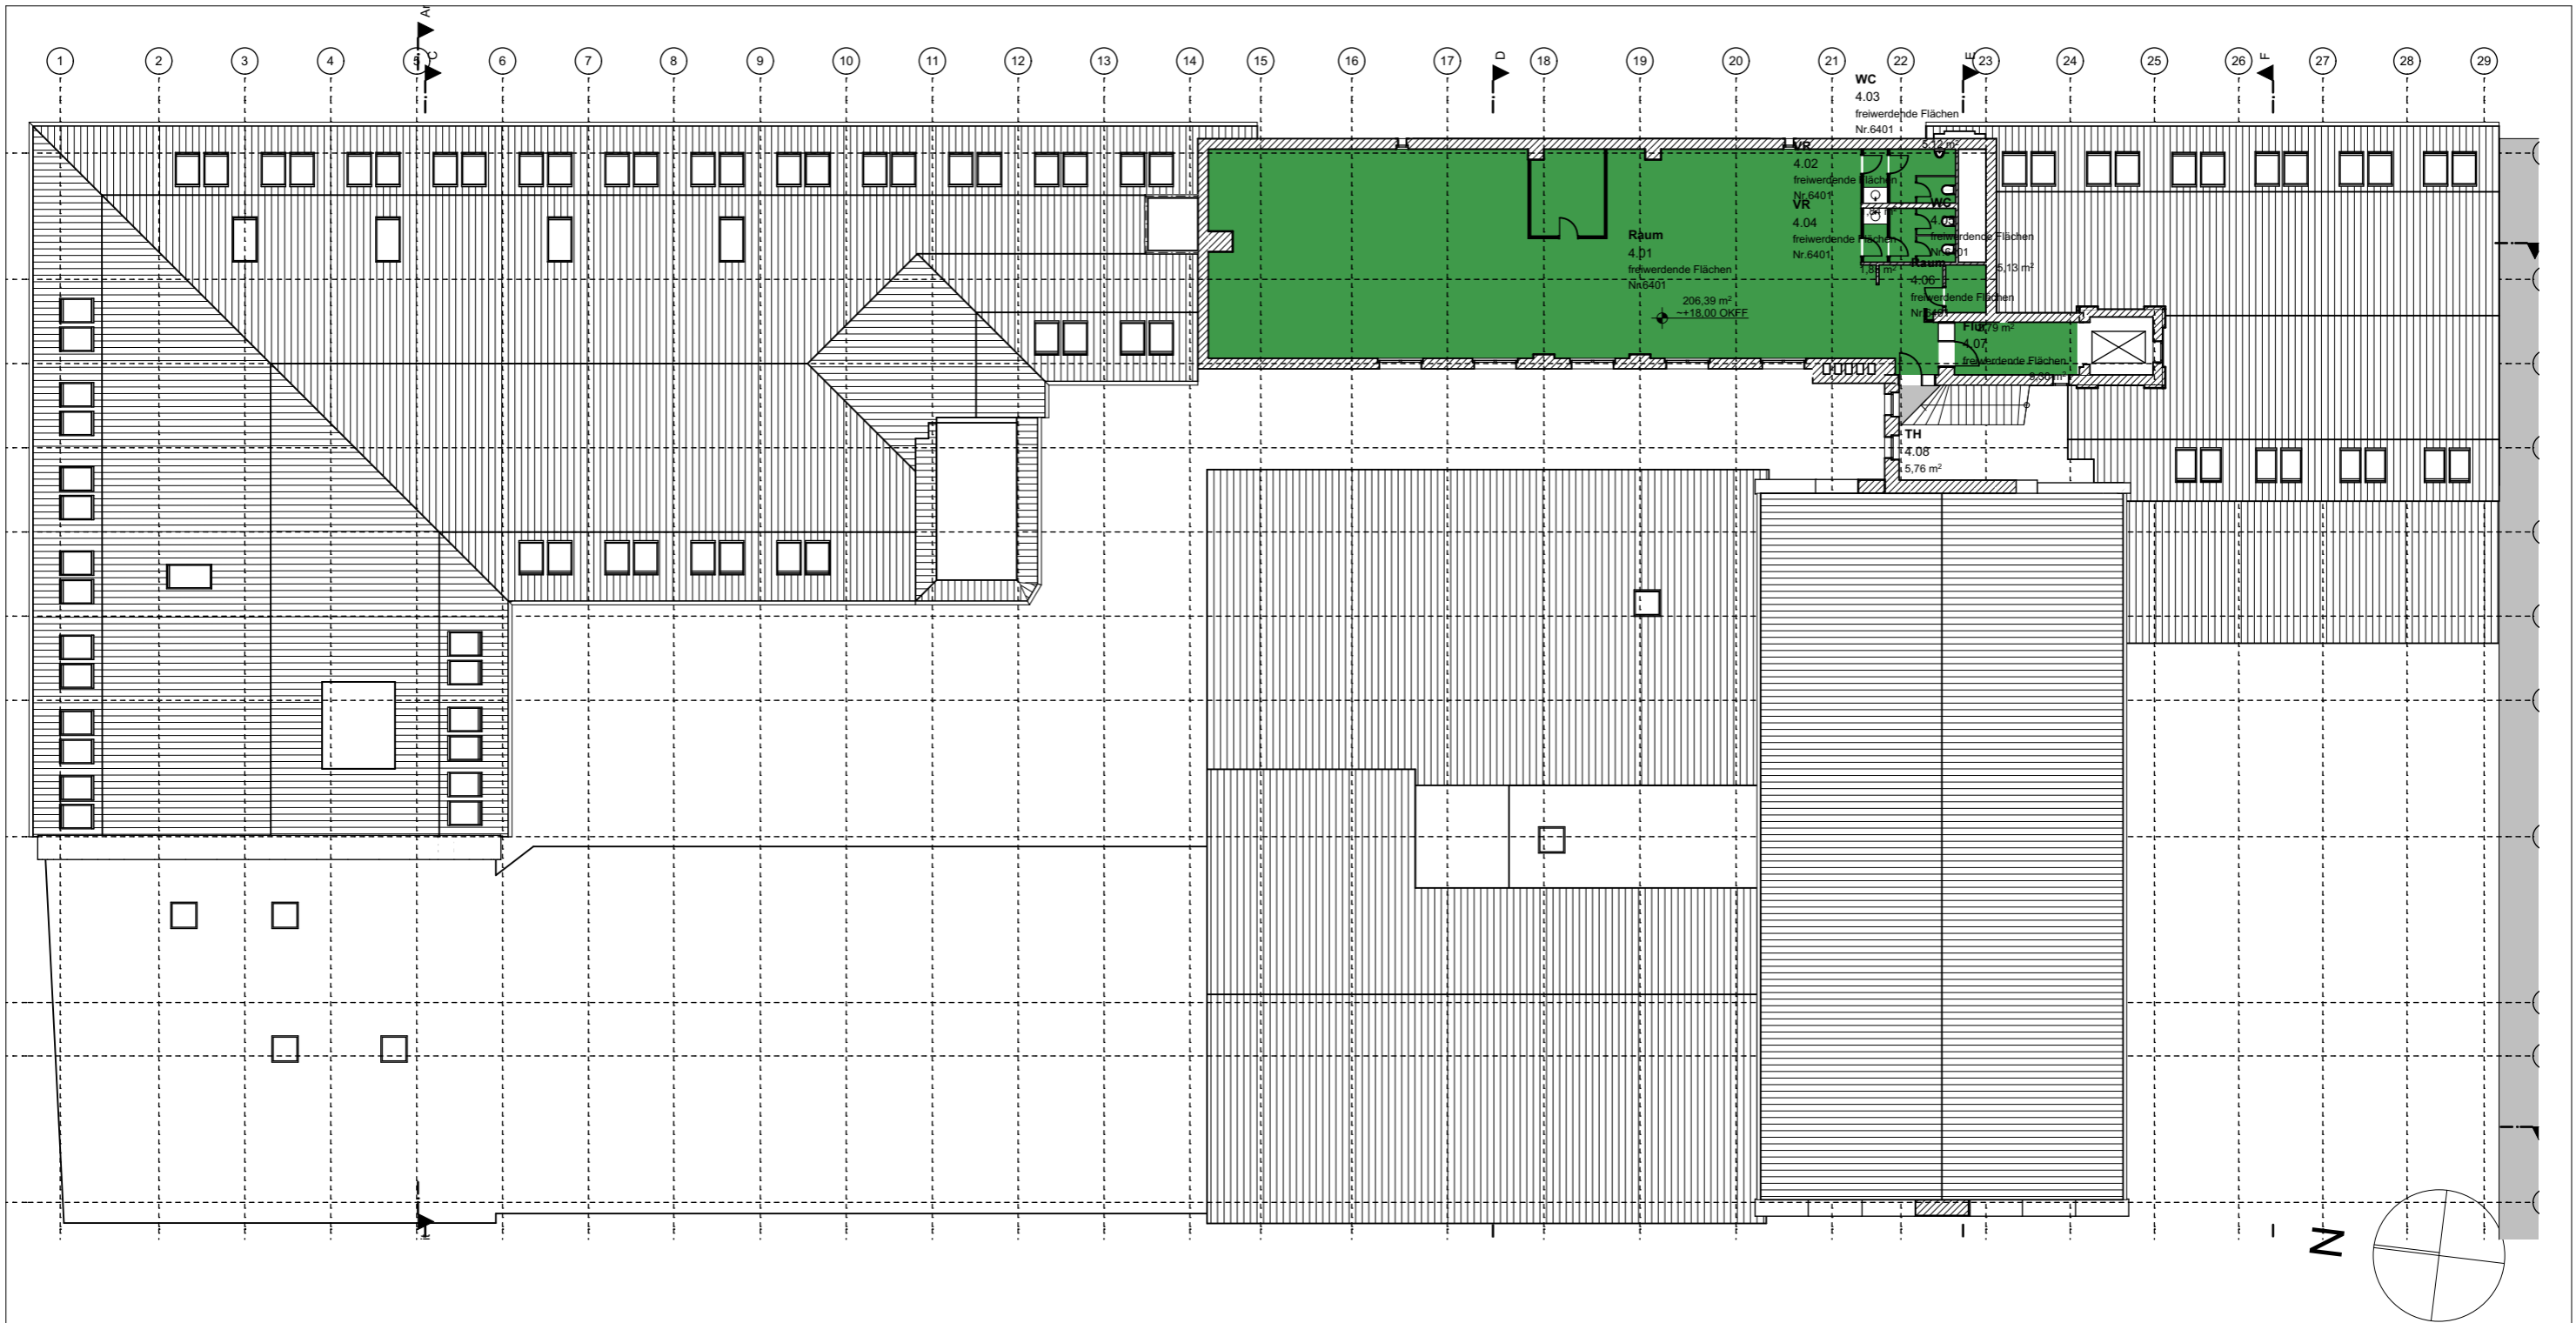 Ar
C
D
E
F
1
2
3
4
5
6
7
8
9
10
11
12
13
14
15
16
17
18
19
20
21
22
23
24
25
26
27
28
29
WC
4.03
freiwerdende Flächen
Nr.6401
VR
4.02
freiwerdende Flächen
Nr.6401
VR
4.04
freiwerdende Flächen
Nr.6401
1,88 m²
WC
freiwerdende Flächen
5,13 m²
Raum
4.01
freiwerdende Flächen
Nr.6401
206,39 m²
~+18,00 OKFF
Raum
4.06
freiwerdende Flächen
4.07
freiwerdende Flächen
TH
4.08
5,76 m²
N